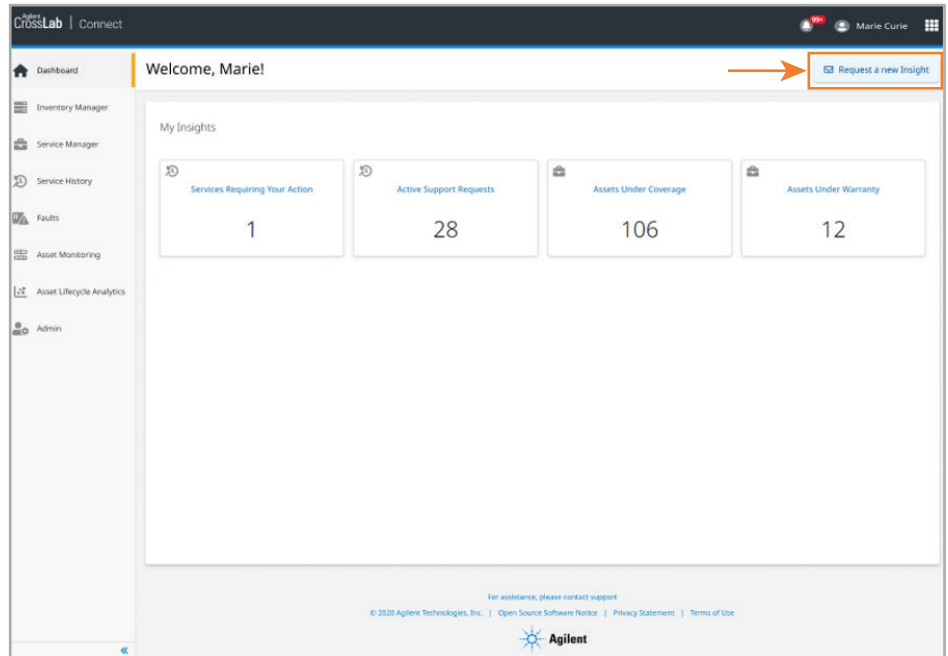 Agilent
CrossLab | Connect
99+
Marie Curie
Dashboard
Welcome, Marie!
Request a new Insight
Inventory Manager
Service Manager
Service History
Faults
Asset Monitoring
Asset Lifecycle Analytics
Admin
My Insights
Services Requiring Your Action
1
Active Support Requests
28
Assets Under Coverage
106
Assets Under Warranty
12
For assistance, please contact support
© 2020 Agilent Technologies, Inc. | Open Source Software Notice | Privacy Statement | Terms of Use
Agilent
«